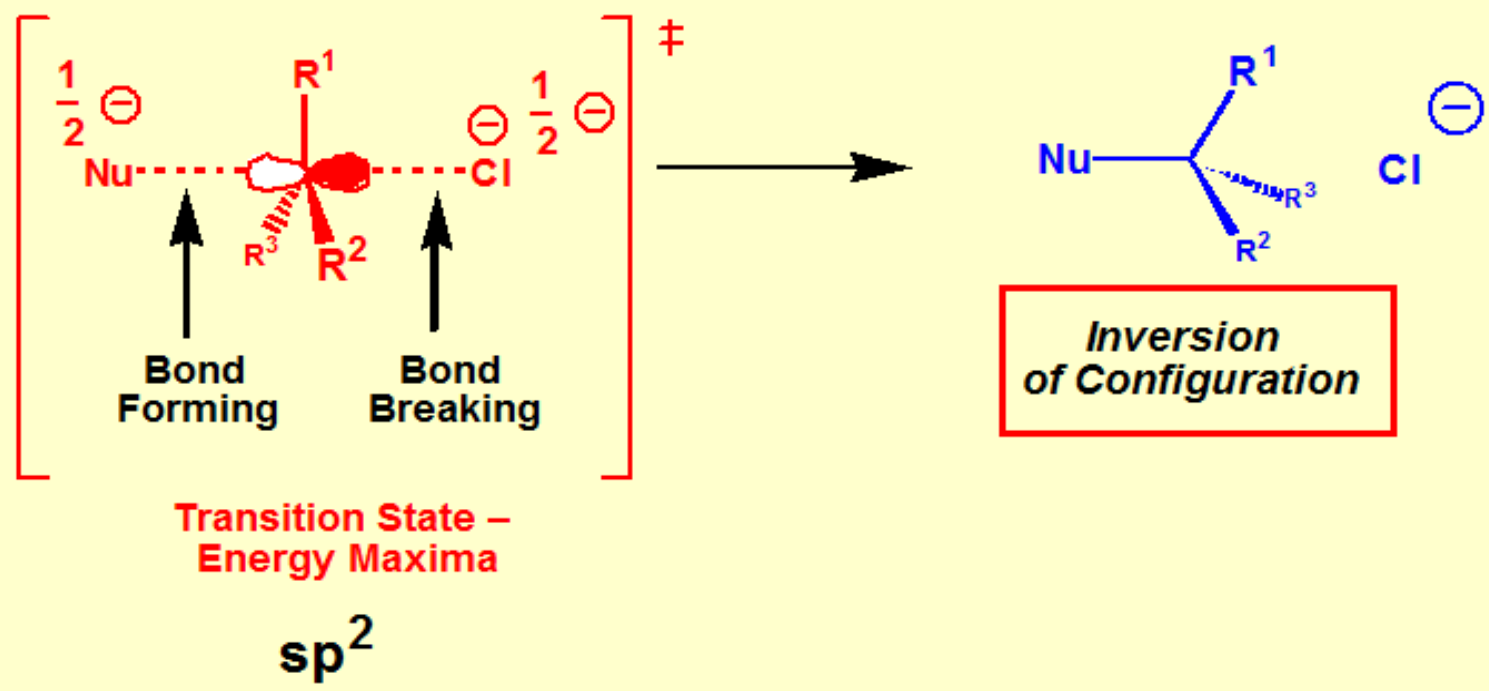 1/2 ⊖
R¹
⊖ 1/2 ⊖
‡
Nu
Cl
R³
R²
Bond
Forming
Bond
Breaking
Transition State –
Energy Maxima
sp²
R¹
⊖
Nu
R³
Cl
R²
Inversion
of Configuration